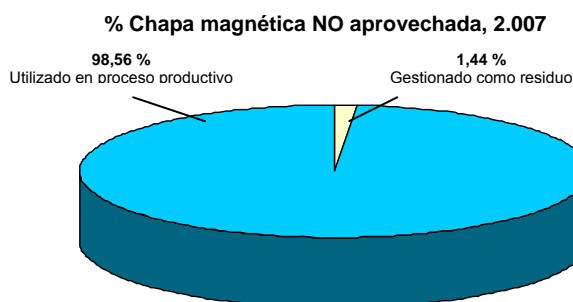 % Chapa magnética NO aprovechada, 2.007
98,56 %
Utilizado en proceso productivo
1,44 %
Gestionado como residuo